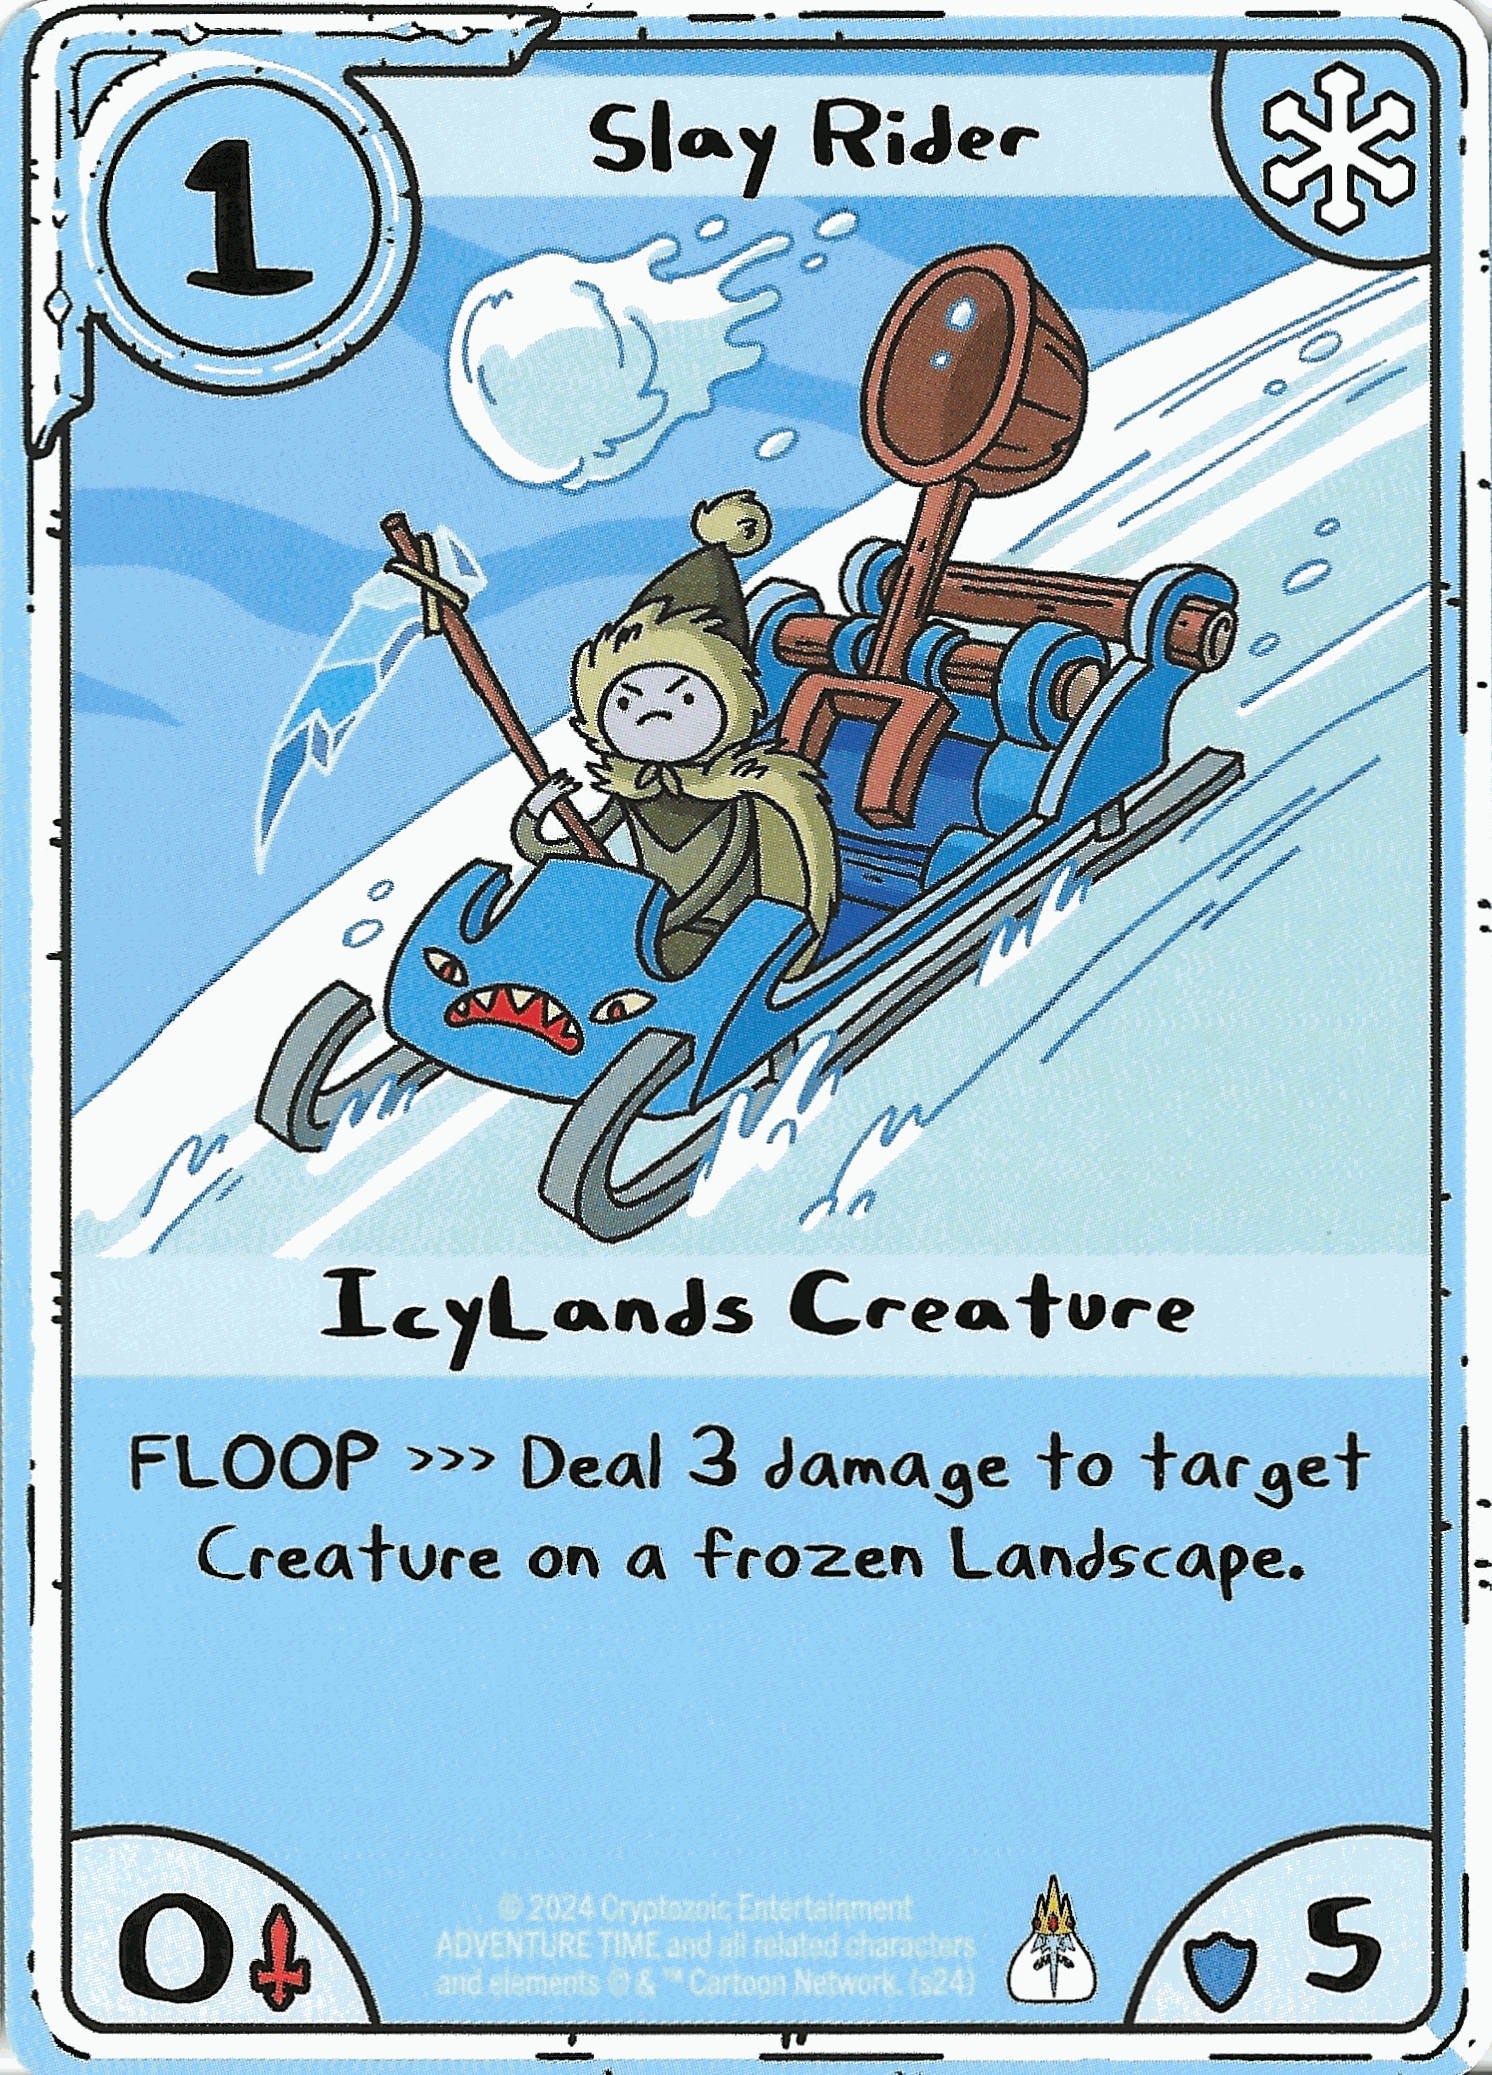 1
Slay Rider
IcyLands Creature
FLOOP >>> Deal 3 damage to target
Creature on a frozen Landscape.
0
© 2024 Cryptozoic Entertainment
ADVENTURE TIME and all related characters
and elements © & ™ Cartoon Network. (s24)
5